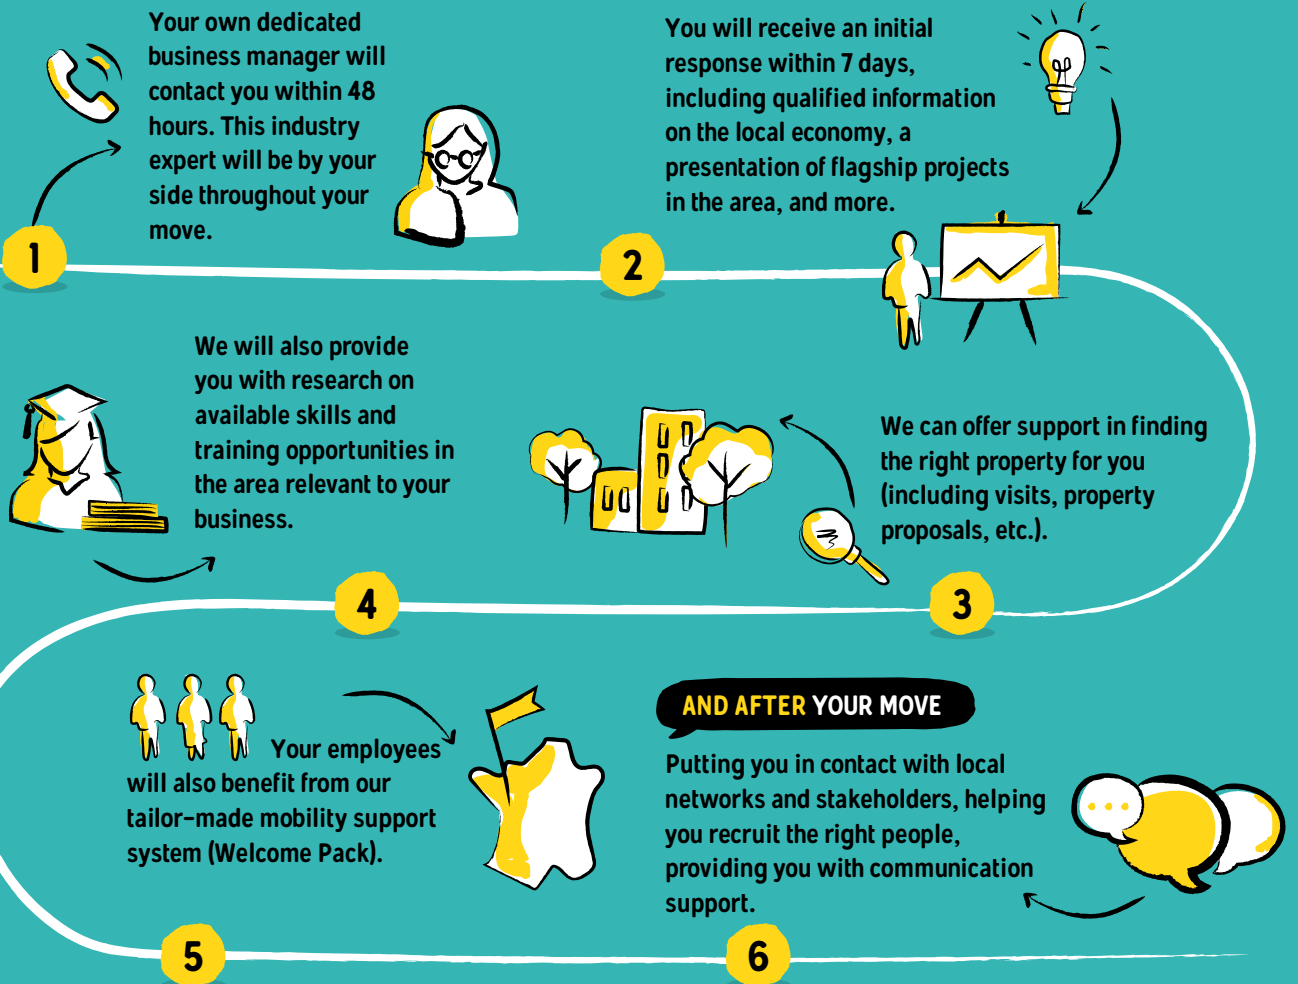 Your own dedicated
business manager will
contact you within 48
hours. This industry
expert will be by your
side throughout your
move.
1
You will receive an initial
response within 7 days,
including qualified information
on the local economy, a
presentation of flagship projects
in the area, and more.
2
We can offer support in finding
the right property for you
(including visits, property
proposals, etc.).
3
We will also provide
you with research on
available skills and
training opportunities in
the area relevant to your
business.
4
Your employees
will also benefit from our
tailor-made mobility support
system (Welcome Pack).
5
AND AFTER YOUR MOVE
Putting you in contact with local
networks and stakeholders, helping
you recruit the right people,
providing you with communication
support.
6